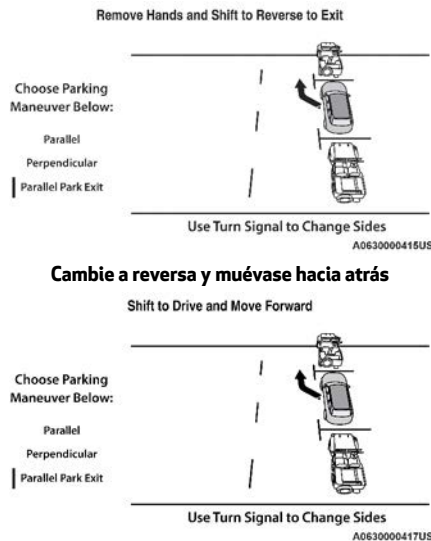 Remove Hands and Shift to Reverse to Exit
Choose Parking
Maneuver Below:
Parallel
Perpendicular
Parallel Park Exit
Use Turn Signal to Change Sides
A0630000415US
Cambie a reversa y muévase hacia atrás
Shift to Drive and Move Forward
Choose Parking
Maneuver Below:
Parallel
Perpendicular
Parallel Park Exit
Use Turn Signal to Change Sides
A0630000417US